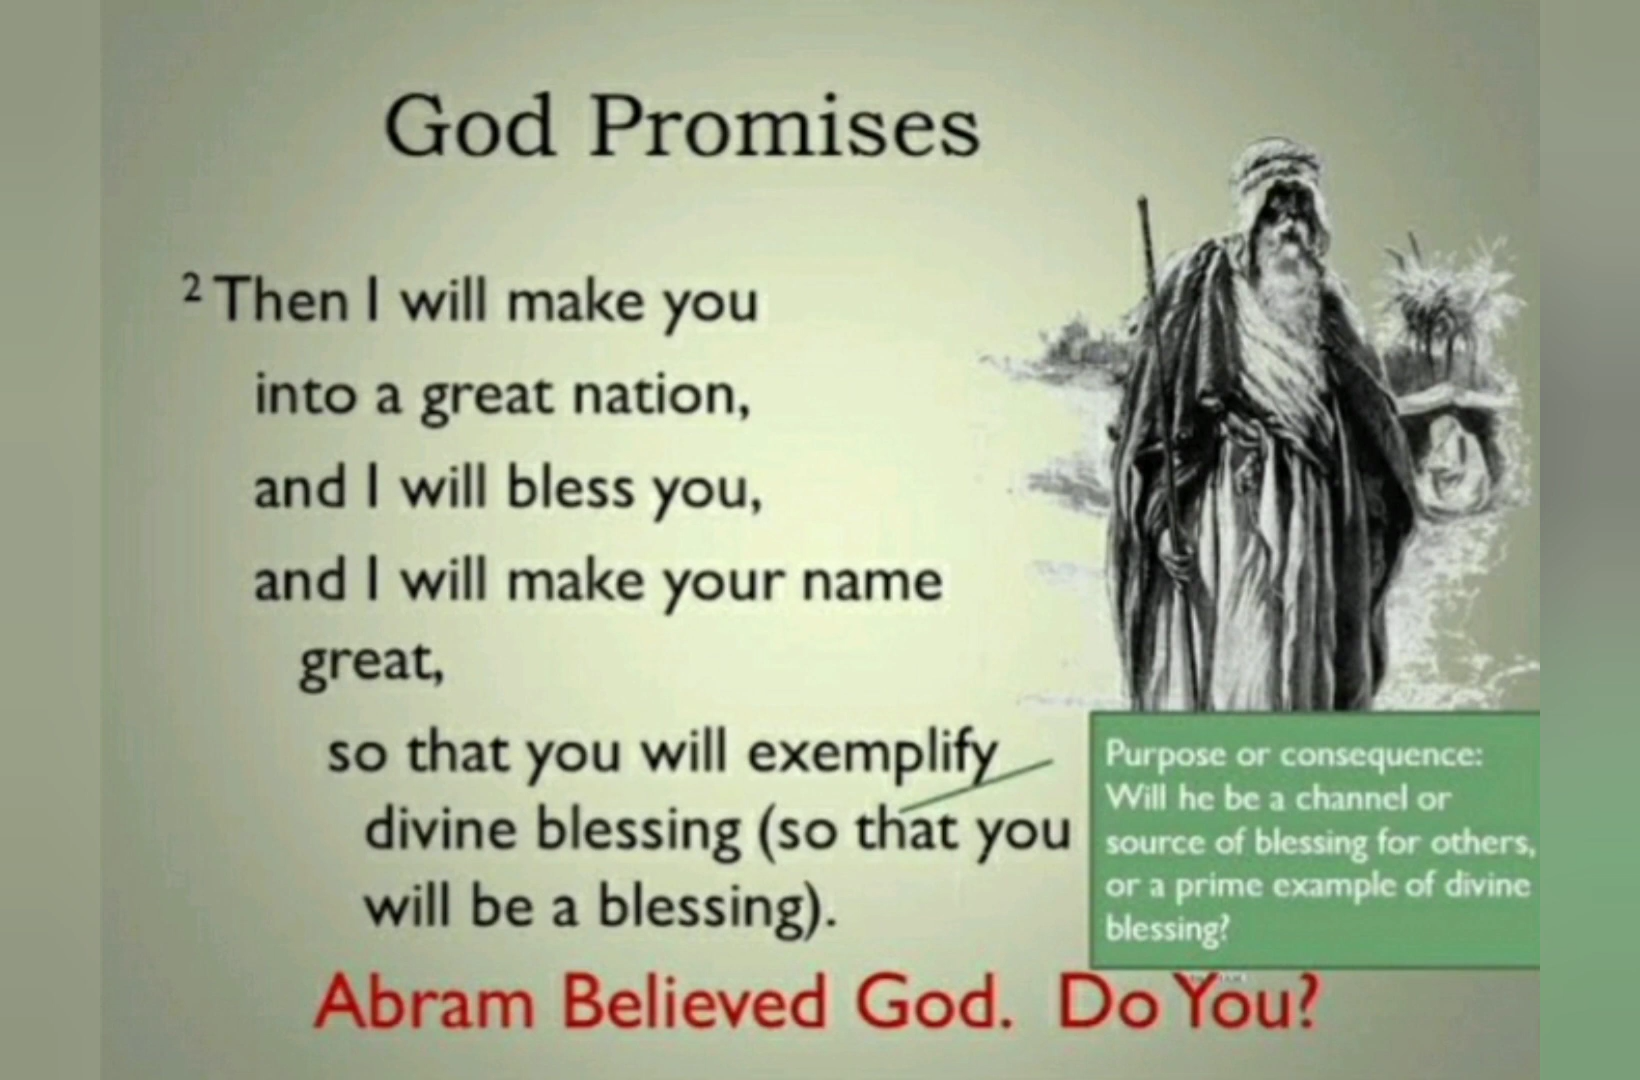 God Promises
2 Then I will make you
into a great nation,
and I will bless you,
and I will make your name
great,
so that you will exemplify
divine blessing (so that you
will be a blessing).
Purpose or consequence:
Will he be a channel or
source of blessing for others,
or a prime example of divine
blessing?
Abram Believed God. Do You?